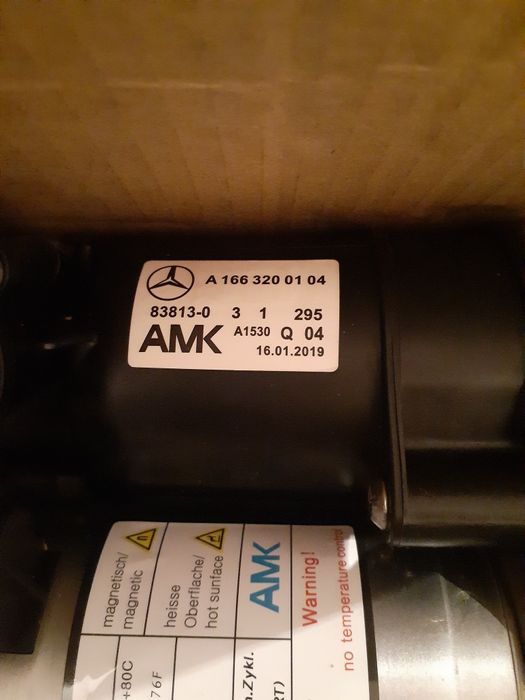 A 166 320 01 04
83813-0 3 1 295
AMK A1530 Q 04
16.01.2019
magnetisch/
magnetic
heisse
Oberfläche/
hot surface
AMK
Warning!
no temperature control
+80C
76F
.Zykl.